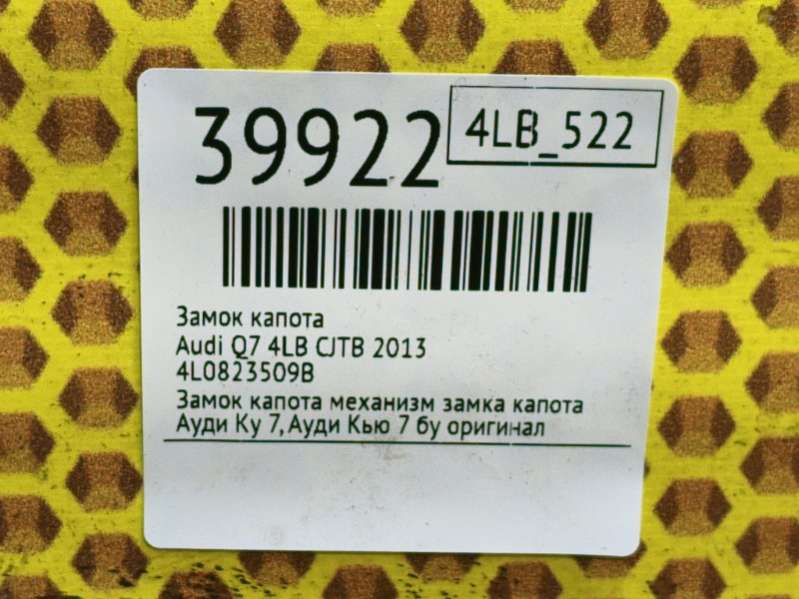 39922
4LB_522
Замок капота
Audi Q7 4LB CJTB 2013
4L0823509B
Замок капота механизм замка капота
Ауди Ку 7, Ауди Кью 7 бу оригинал